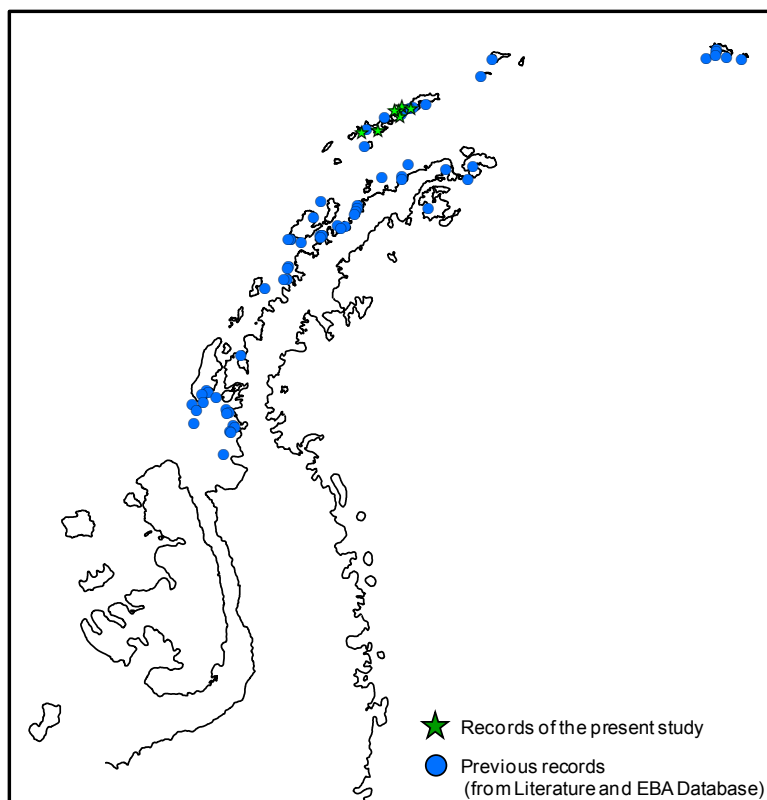 Records of the present study
Previous records
(from Literature and EBA Database)